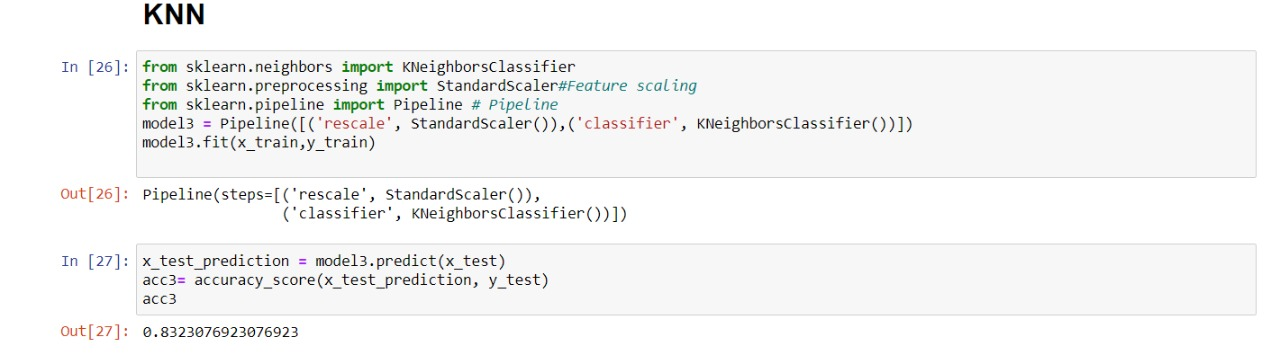 KNN
In [26]: from sklearn.neighbors import KNeighborsClassifier
from sklearn.preprocessing import StandardScaler#Feature scaling
from sklearn.pipeline import Pipeline # Pipeline
model3 = Pipeline([('rescale', StandardScaler()),('classifier', KNeighborsClassifier())])
model3.fit(x_train,y_train)
Out[26]: Pipeline(steps=[('rescale', StandardScaler()),
('classifier', KNeighborsClassifier())])
In [27]: x_test_prediction = model3.predict(x_test)
acc3= accuracy_score(x_test_prediction, y_test)
acc3
Out[27]: 0.8323076923076923